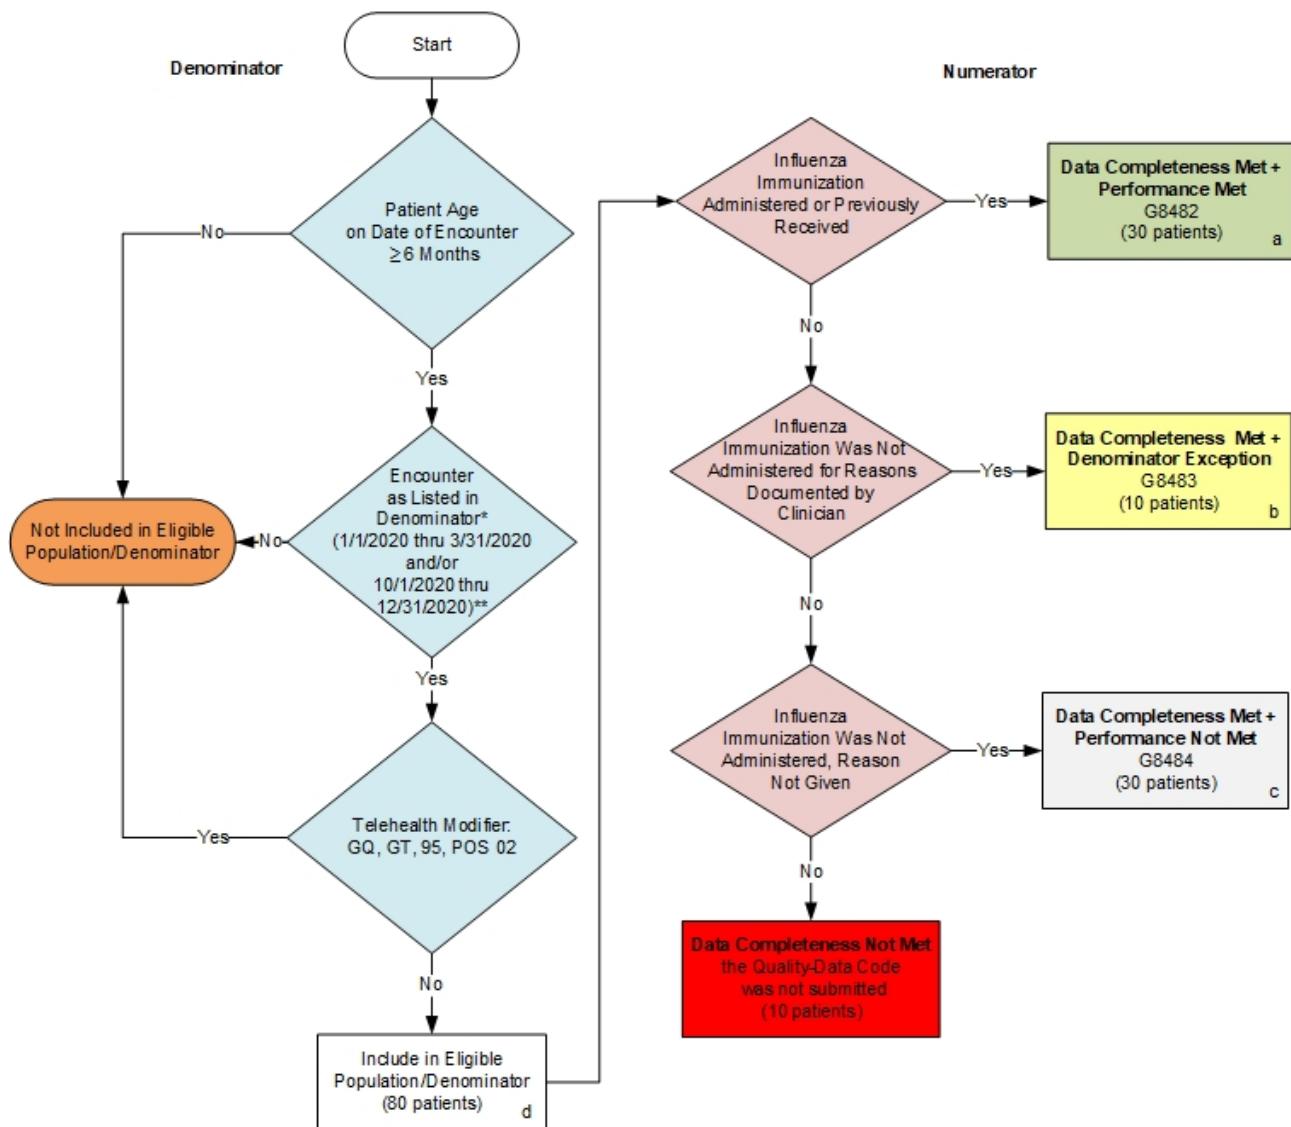 Start
Denominator
Patient Age
on Date of Encounter
≥ 6 Months
No
Yes
Encounter
as Listed in
Denominator*
(1/1/2020 thru 3/31/2020
and/or
10/1/2020 thru
12/31/2020)**
No
Not Included in Eligible
Population/Denominator
Yes
Telehealth Modifier:
GQ, GT, 95, POS 02
Yes
No
Include in Eligible
Population/Denominator
(80 patients)
d
Numerator
Influenza
Immunization
Administered or Previously
Received
Yes
Data Completeness Met +
Performance Met
G8482
(30 patients)
a
No
Influenza
Immunization Was Not
Administered for Reasons
Documented by
Clinician
Yes
Data Completeness Met +
Denominator Exception
G8483
(10 patients)
b
No
Influenza
Immunization Was Not
Administered, Reason
Not Given
Yes
Data Completeness Met +
Performance Not Met
G8484
(30 patients)
c
No
Data Completeness Not Met
the Quality-Data Code
was not submitted
(10 patients)